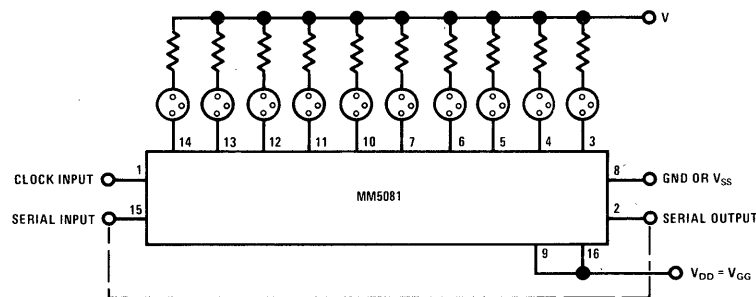 V
14 13 12 11 10 7 6 5 4 3
CLOCK INPUT 1 8 GND OR VSS
MM5081
SERIAL INPUT 15 2 SERIAL OUTPUT
9 16
VDD = VGG